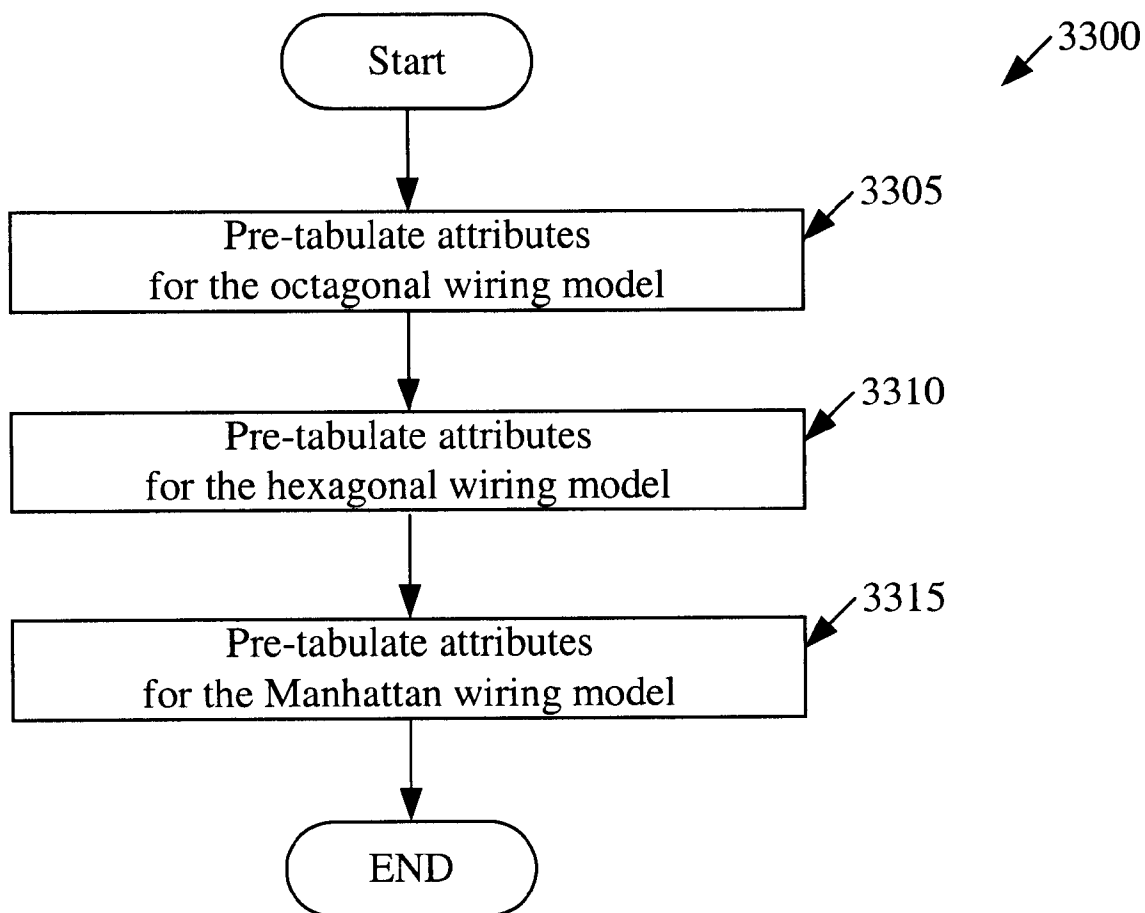 Start
3300
3305
Pre-tabulate attributes
for the octagonal wiring model
3310
Pre-tabulate attributes
for the hexagonal wiring model
3315
Pre-tabulate attributes
for the Manhattan wiring model
END